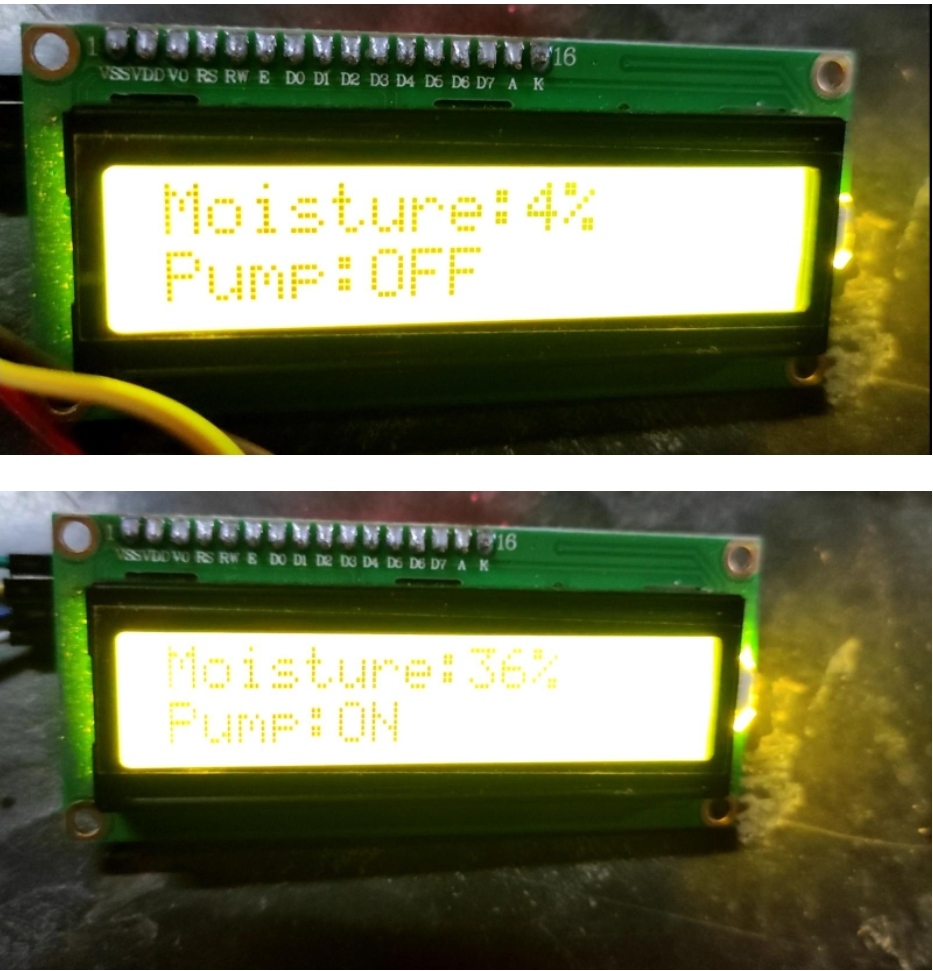 1 16
VSS VDD VO RS RW E D0 D1 D2 D3 D4 D5 D6 D7 A K
Moisture:4%
Pump:OFF
1 16
VSS VDD VO RS RW E D0 D1 D2 D3 D4 D5 D6 D7 A K
Moisture:36%
Pump:ON